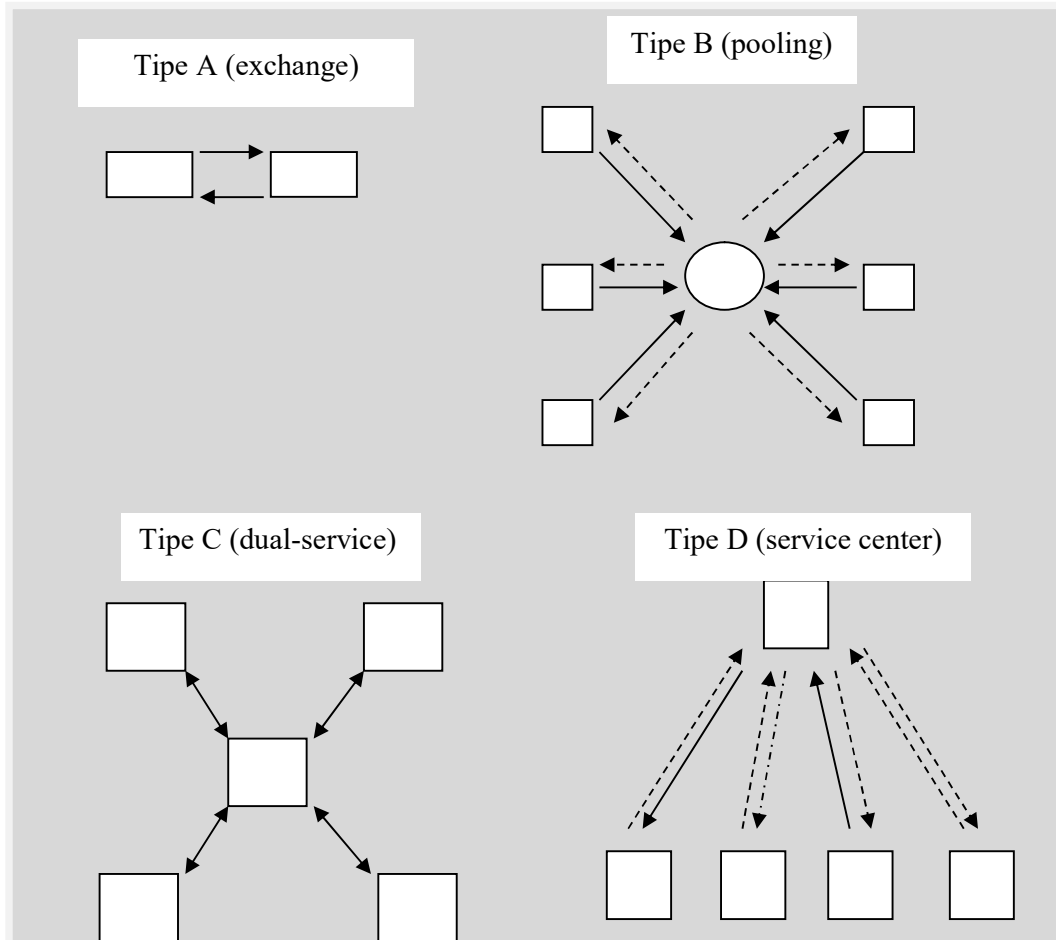 Tipe A (exchange)
Tipe B (pooling)
Tipe C (dual-service)
Tipe D (service center)